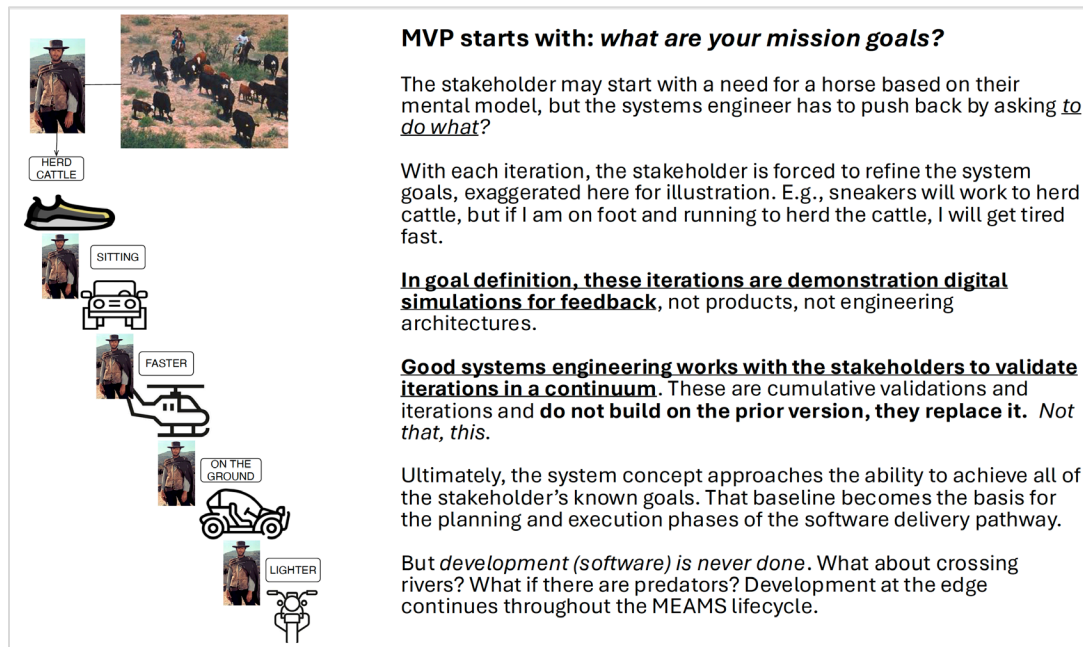 MVP starts with: what are your mission goals?
The stakeholder may start with a need for a horse based on their
mental model, but the systems engineer has to push back by asking to
do what?
With each iteration, the stakeholder is forced to refine the system
goals, exaggerated here for illustration. E.g., sneakers will work to herd
cattle, but if I am on foot and running to herd the cattle, I will get tired
fast.
In goal definition, these iterations are demonstration digital
simulations for feedback, not products, not engineering
architectures.
Good systems engineering works with the stakeholders to validate
iterations in a continuum. These are cumulative validations and
iterations and do not build on the prior version, they replace it. Not
that, this.
Ultimately, the system concept approaches the ability to achieve all of
the stakeholder’s known goals. That baseline becomes the basis for
the planning and execution phases of the software delivery pathway.
But development (software) is never done. What about crossing
rivers? What if there are predators? Development at the edge
continues throughout the MEAMS lifecycle.
HERD
CATTLE
SITTING
FASTER
ON THE
GROUND
LIGHTER